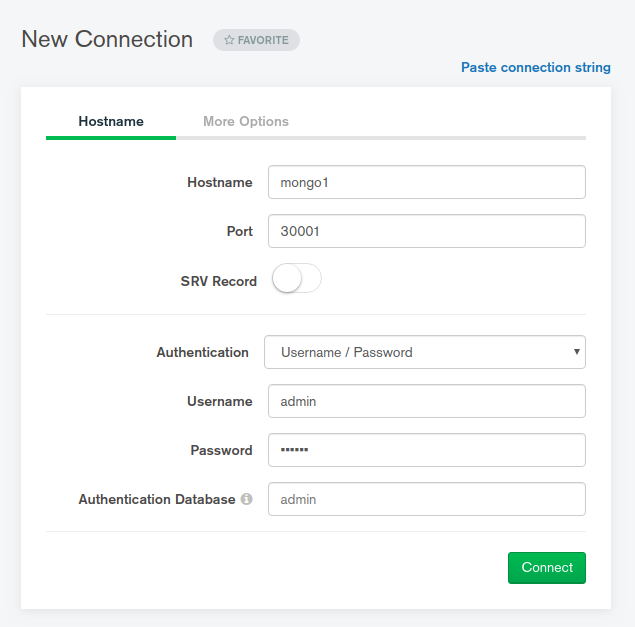 New Connection ☆ FAVORITE
Paste connection string
Hostname More Options
Hostname mongo1
Port 30001
SRV Record
Authentication Username / Password
Username admin
Password ••••••
Authentication Database admin
Connect